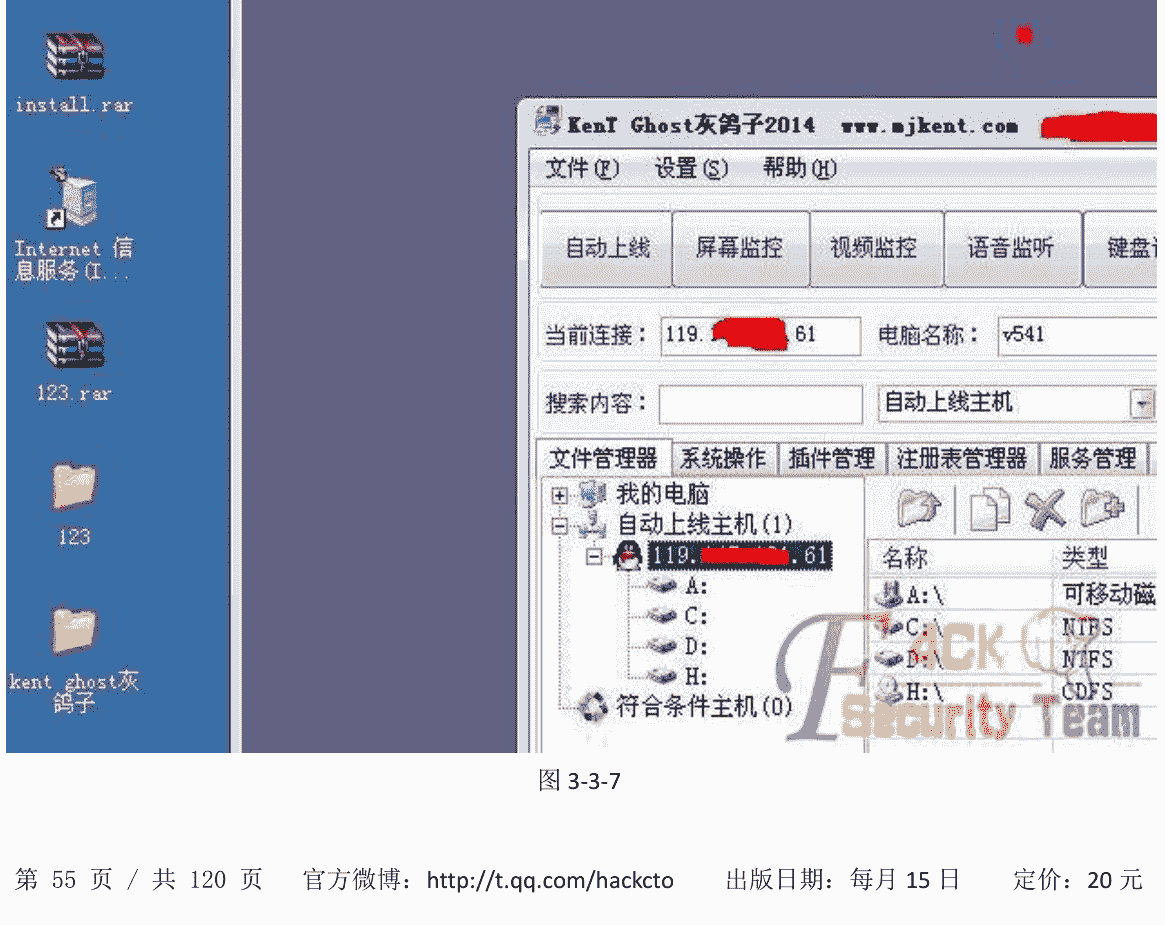 install.rar
Internet 信
息服务(I...
123.rar
123
kent ghost灰
鸽子
KenT Ghost灰鸽子2014 www.mjkent.com
文件(F) 设置(S) 帮助(H)
自动上线 屏幕监控 视频监控 语音监听 键盘
当前连接: 119. .61 电脑名称: v541
搜索内容: 自动上线主机
文件管理器 系统操作 插件管理 注册表管理器 服务管理
我的电脑
自动上线主机(1)
119. .61
A:
C:
D:
H:
符合条件主机(0)
名称 类型
A:\ 可移动磁
C:\ NTFS
D:\ NTFS
H:\ CDFS
Security Team
图 3-3-7
第 55 页 / 共 120 页 官方微博: http://t.qq.com/hackcto 出版日期: 每月 15 日 定价: 20 元